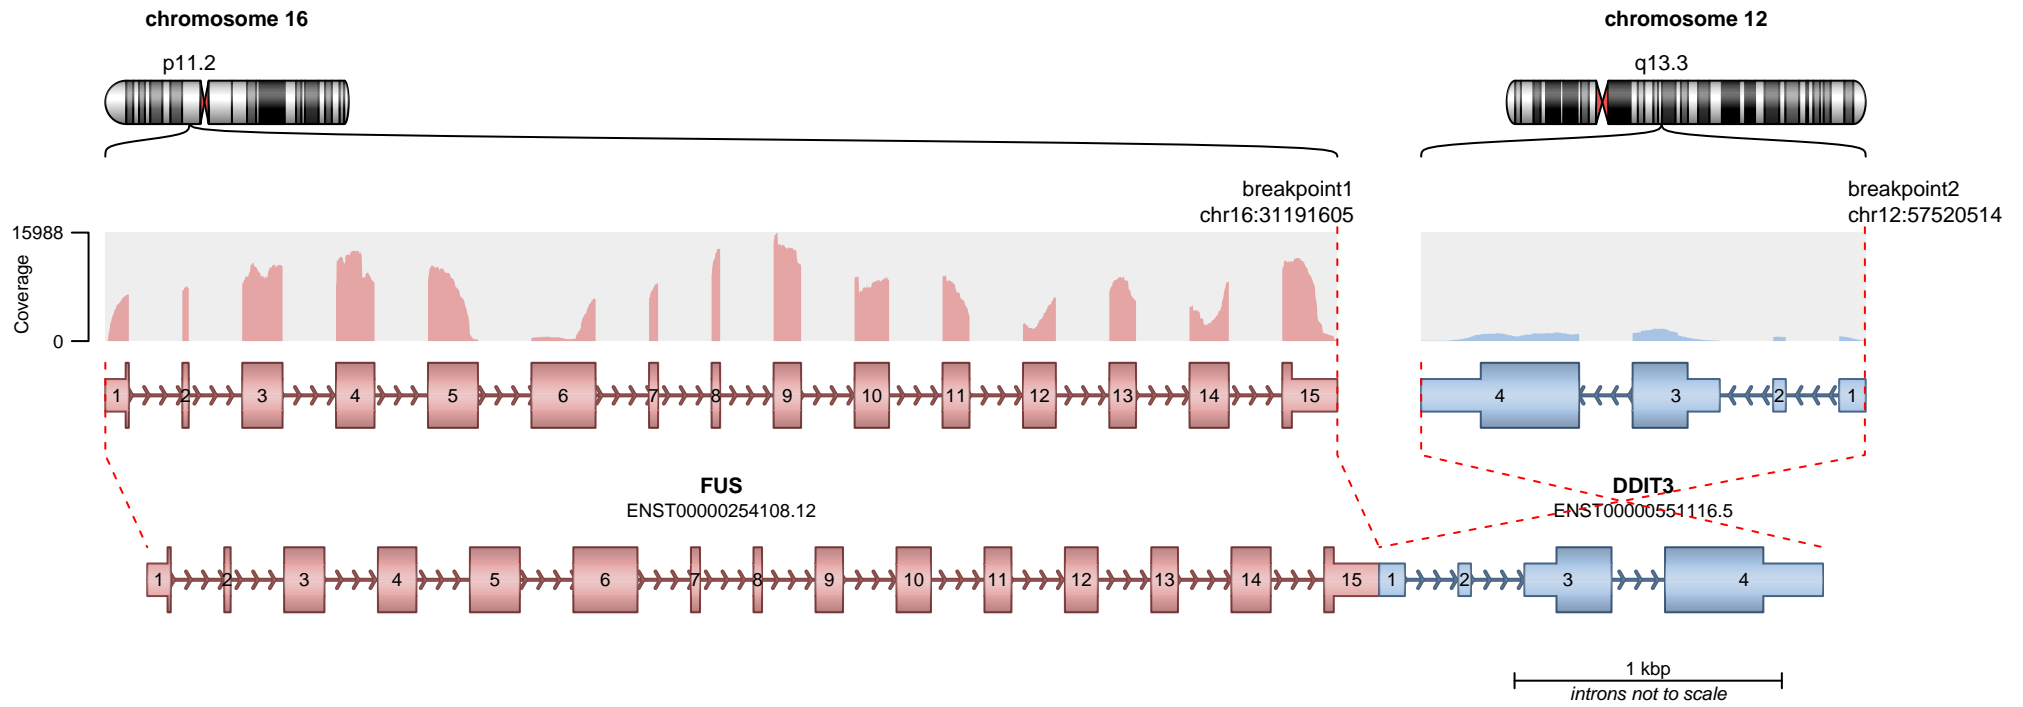 chromosome 16
chromosome 12
p11.2
q13.3
breakpoint1
chr16:31191605
breakpoint2
chr12:57520514
15988
Coverage
0
1 2 3 4 5 6 7 8 9 10 11 12 13 14 15
4 3 2 1
FUS
ENST00000254108.12
DDIT3
ENST00000551116.5
1 2 3 4 5 6 7 8 9 10 11 12 13 14 15 1 2 3 4
1 kbp
introns not to scale